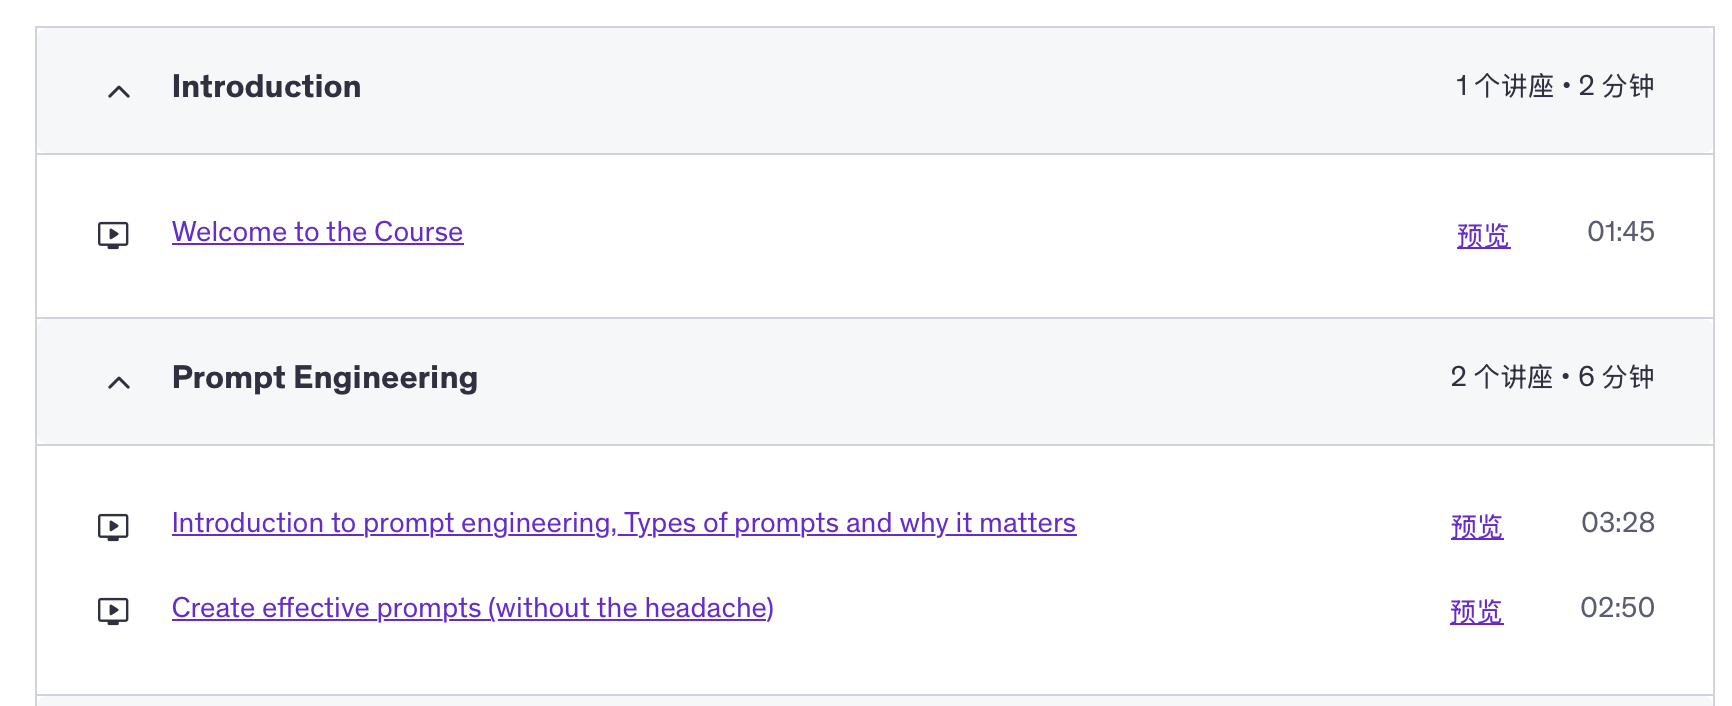 Introduction 1 个讲座 • 2 分钟
Welcome to the Course 预览 01:45
Prompt Engineering 2 个讲座 • 6 分钟
Introduction to prompt engineering, Types of prompts and why it matters 预览 03:28
Create effective prompts (without the headache) 预览 02:50